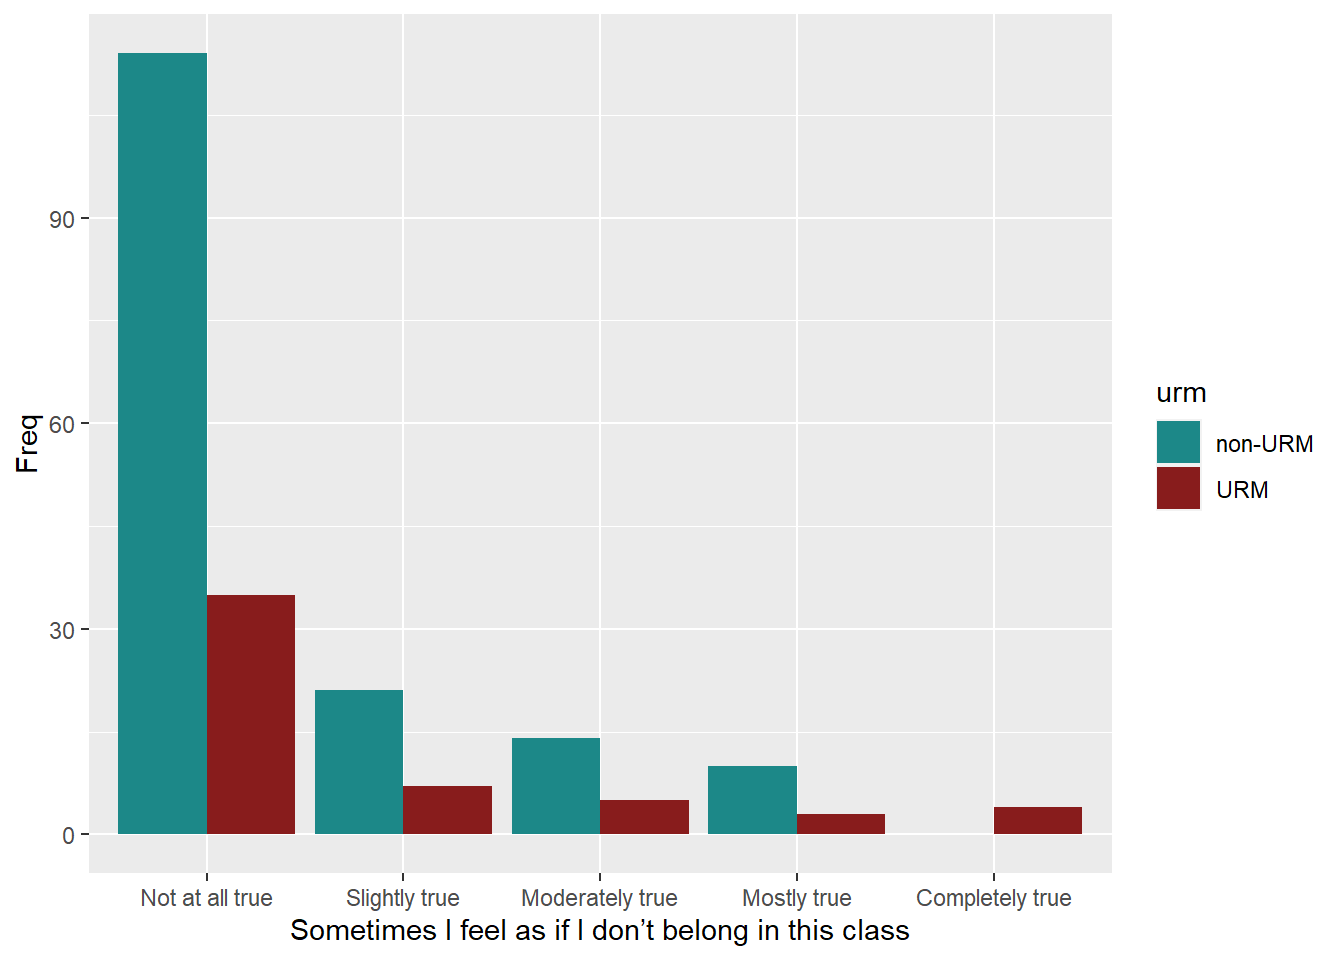 90
60
30
0
Freq
Not at all true
Slightly true
Moderately true
Mostly true
Completely true
Sometimes I feel as if I don’t belong in this class
urm
non-URM
URM